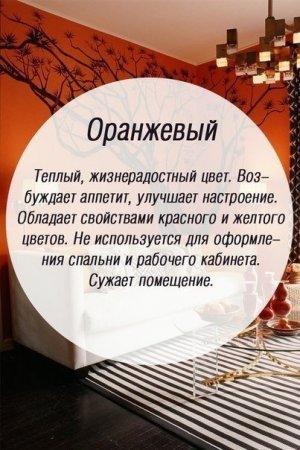 Оранжевый
Теплый, жизнерадостный цвет. Воз–
буждает аппетит, улучшает настроение.
Обладает свойствами красного и желтого
цветов. Не используется для оформле–
ния спальни и рабочего кабинета.
Сужает помещение.